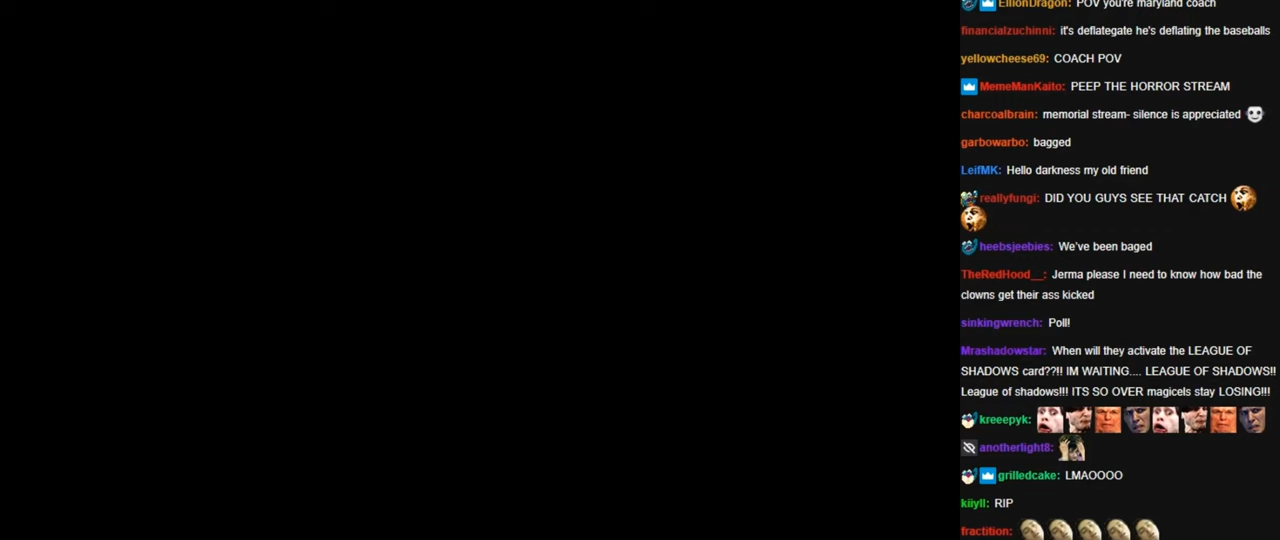 EllionDragon: POV you're maryland coach
financialzuchinni: it's deflategate he's deflating the baseballs
yellowcheese69: COACH POV
MemeManKaito: PEEP THE HORROR STREAM
charcoalbrain: memorial stream- silence is appreciated
garbowarbo: bagged
LeifMK: Hello darkness my old friend
reallyfungi: DID YOU GUYS SEE THAT CATCH
heebsjeebies: We've been baged
TheRedHood__: Jerma please I need to know how bad the
clowns get their ass kicked
sinkingwrench: Poll!
Mrashadowstar: When will they activate the LEAGUE OF
SHADOWS card??!! IM WAITING.... LEAGUE OF SHADOWS!!
League of shadows!!! ITS SO OVER magicels stay LOSING!!!
kreeepyk:
anotherlight8:
grilledcake: LMAOOOO
kiiyll: RIP
fractition: